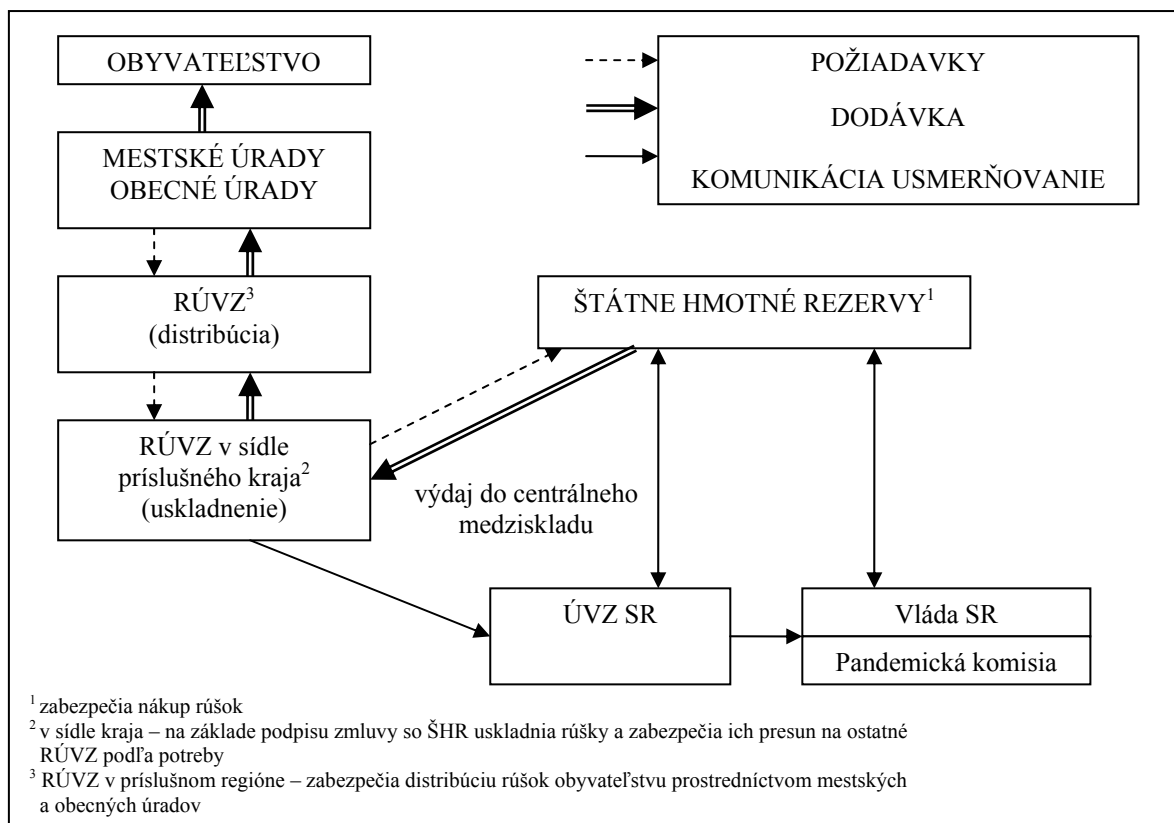 OBYVATEĽSTVO
MESTSKÉ ÚRADY
OBECNÉ ÚRADY
RÚVZ³
(distribúcia)
RÚVZ v sídle
príslušného kraja²
(uskladnenie)
POŽIADAVKY
DODÁVKA
KOMUNIKÁCIA USMERŇOVANIE
ŠTÁTNE HMOTNÉ REZERVY¹
výdaj do centrálneho
medziskladu
ÚVZ SR
Vláda SR
Pandemická komisia
¹ zabezpečia nákup rúšok
² v sídle kraja – na základe podpisu zmluvy so ŠHR uskladnia rúšky a zabezpečia ich presun na ostatné
RÚVZ podľa potreby
³ RÚVZ v príslušnom regióne – zabezpečia distribúciu rúšok obyvateľstvu prostredníctvom mestských
a obecných úradov